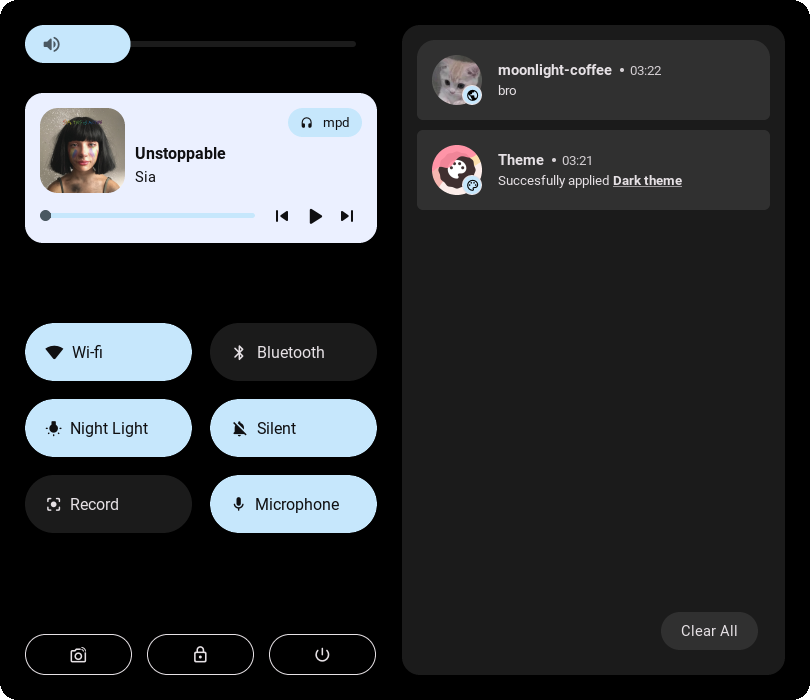 mpd
Unstoppable
Sia
Wi-fi
Bluetooth
Night Light
Silent
Record
Microphone
moonlight-coffee • 03:22
bro
Theme • 03:21
Succesfully applied Dark theme
Clear All